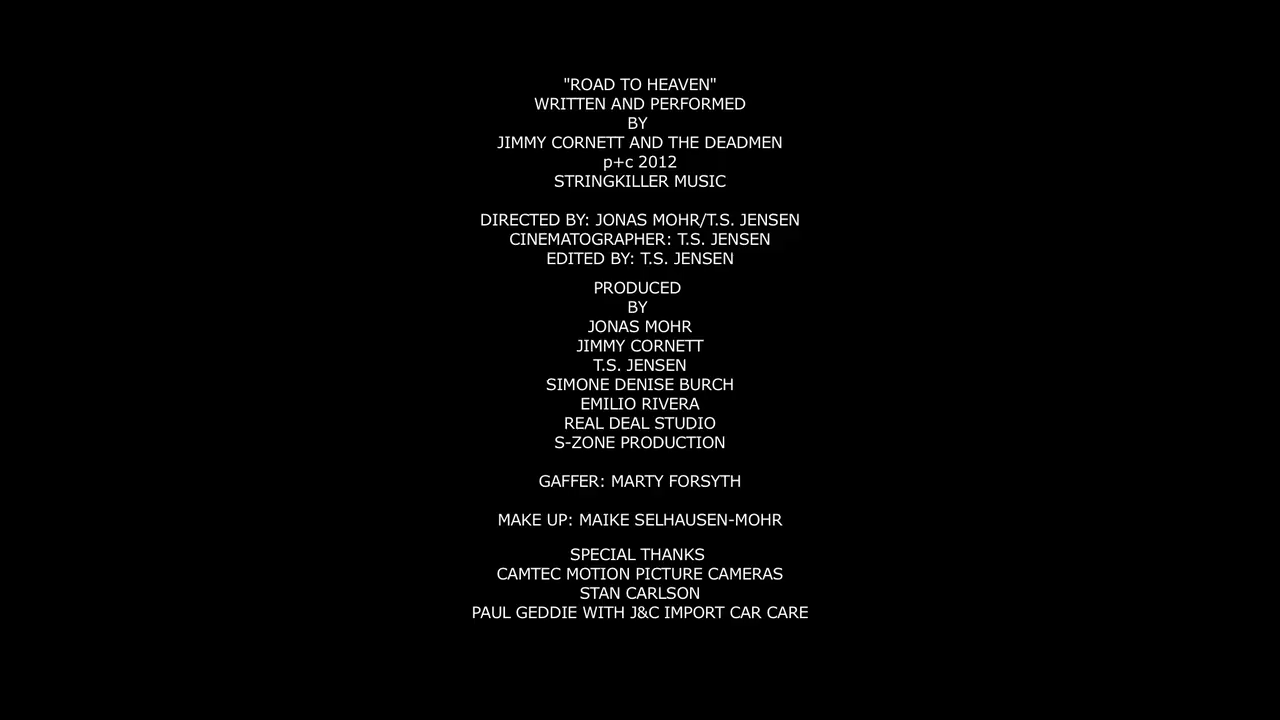 "ROAD TO HEAVEN"
WRITTEN AND PERFORMED
BY
JIMMY CORNETT AND THE DEADMEN
p+c 2012
STRINGKILLER MUSIC
DIRECTED BY: JONAS MOHR/T.S. JENSEN
CINEMATOGRAPHER: T.S. JENSEN
EDITED BY: T.S. JENSEN
PRODUCED
BY
JONAS MOHR
JIMMY CORNETT
T.S. JENSEN
SIMONE DENISE BURCH
EMILIO RIVERA
REAL DEAL STUDIO
S-ZONE PRODUCTION
GAFFER: MARTY FORSYTH
MAKE UP: MAIKE SELHAUSEN-MOHR
SPECIAL THANKS
CAMTEC MOTION PICTURE CAMERAS
STAN CARLSON
PAUL GEDDIE WITH J&C IMPORT CAR CARE